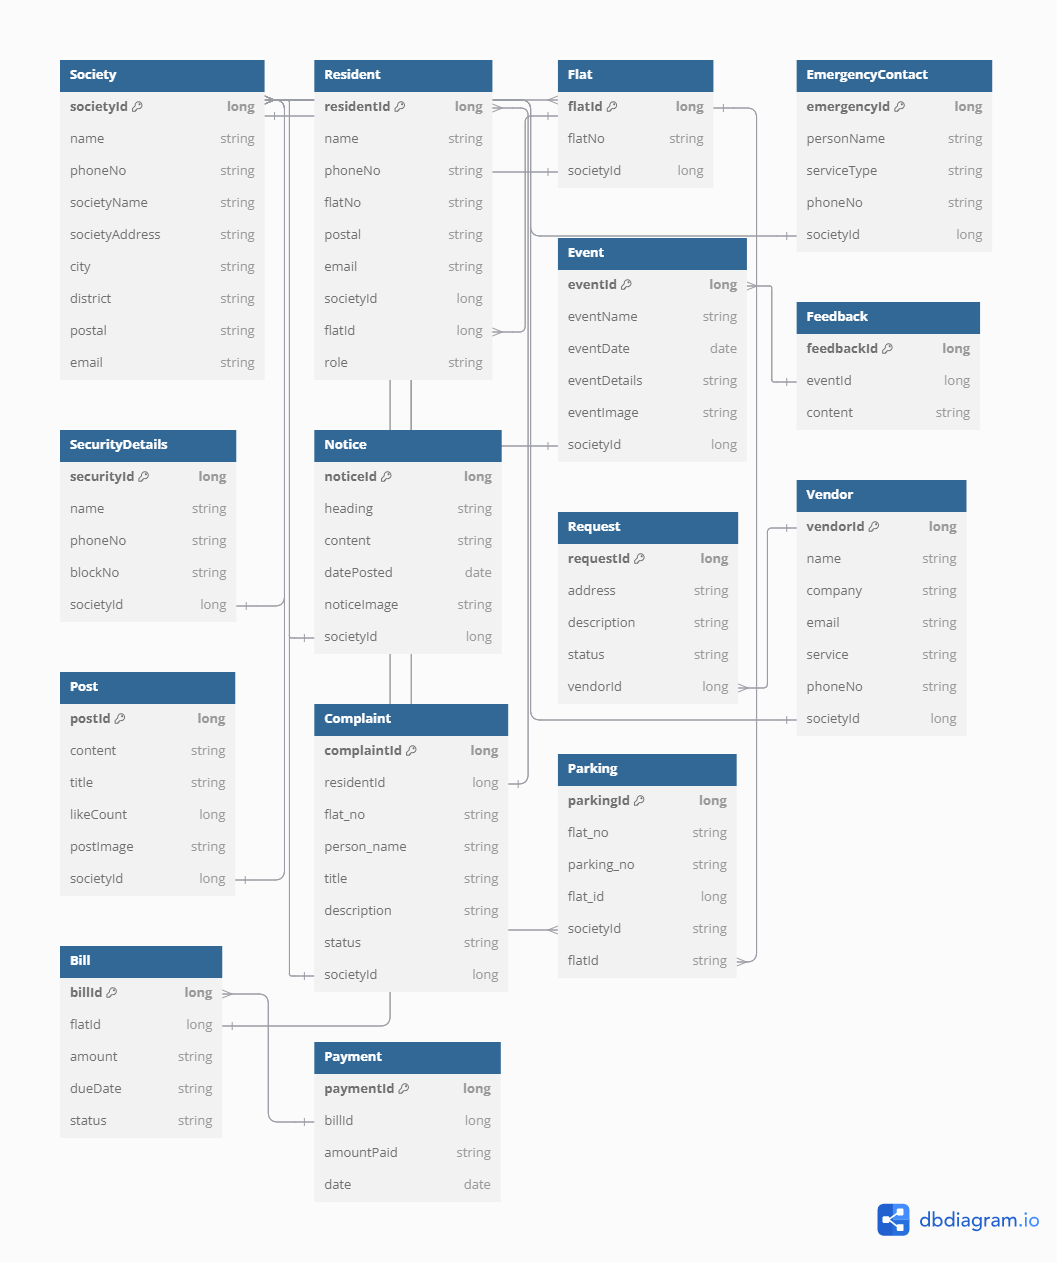 Society
societyId long
name string
phoneNo string
societyName string
societyAddress string
city string
district string
postal string
email string
Resident
residentId long
name string
phoneNo string
flatNo string
postal string
email string
societyId long
flatId long
role string
Flat
flatId long
flatNo string
societyId long
EmergencyContact
emergencyId long
personName string
serviceType string
phoneNo string
societyId long
Event
eventId long
eventName string
eventDate date
eventDetails string
eventImage string
societyId long
Feedback
feedbackId long
eventId long
content string
SecurityDetails
securityId long
name string
phoneNo string
blockNo string
societyId long
Notice
noticeId long
heading string
content string
datePosted date
noticeImage string
societyId long
Request
requestId long
address string
description string
status string
vendorId long
Vendor
vendorId long
name string
company string
email string
service string
phoneNo string
societyId long
Post
postId long
content string
title string
likeCount long
postImage string
societyId long
Complaint
complaintId long
residentId long
flat_no string
person_name string
title string
description string
status string
societyId long
Parking
parkingId long
flat_no string
parking_no string
flat_id long
societyId string
flatId string
Bill
billId long
flatId long
amount string
dueDate string
status string
Payment
paymentId long
billId long
amountPaid string
date date
dbdiagram.io